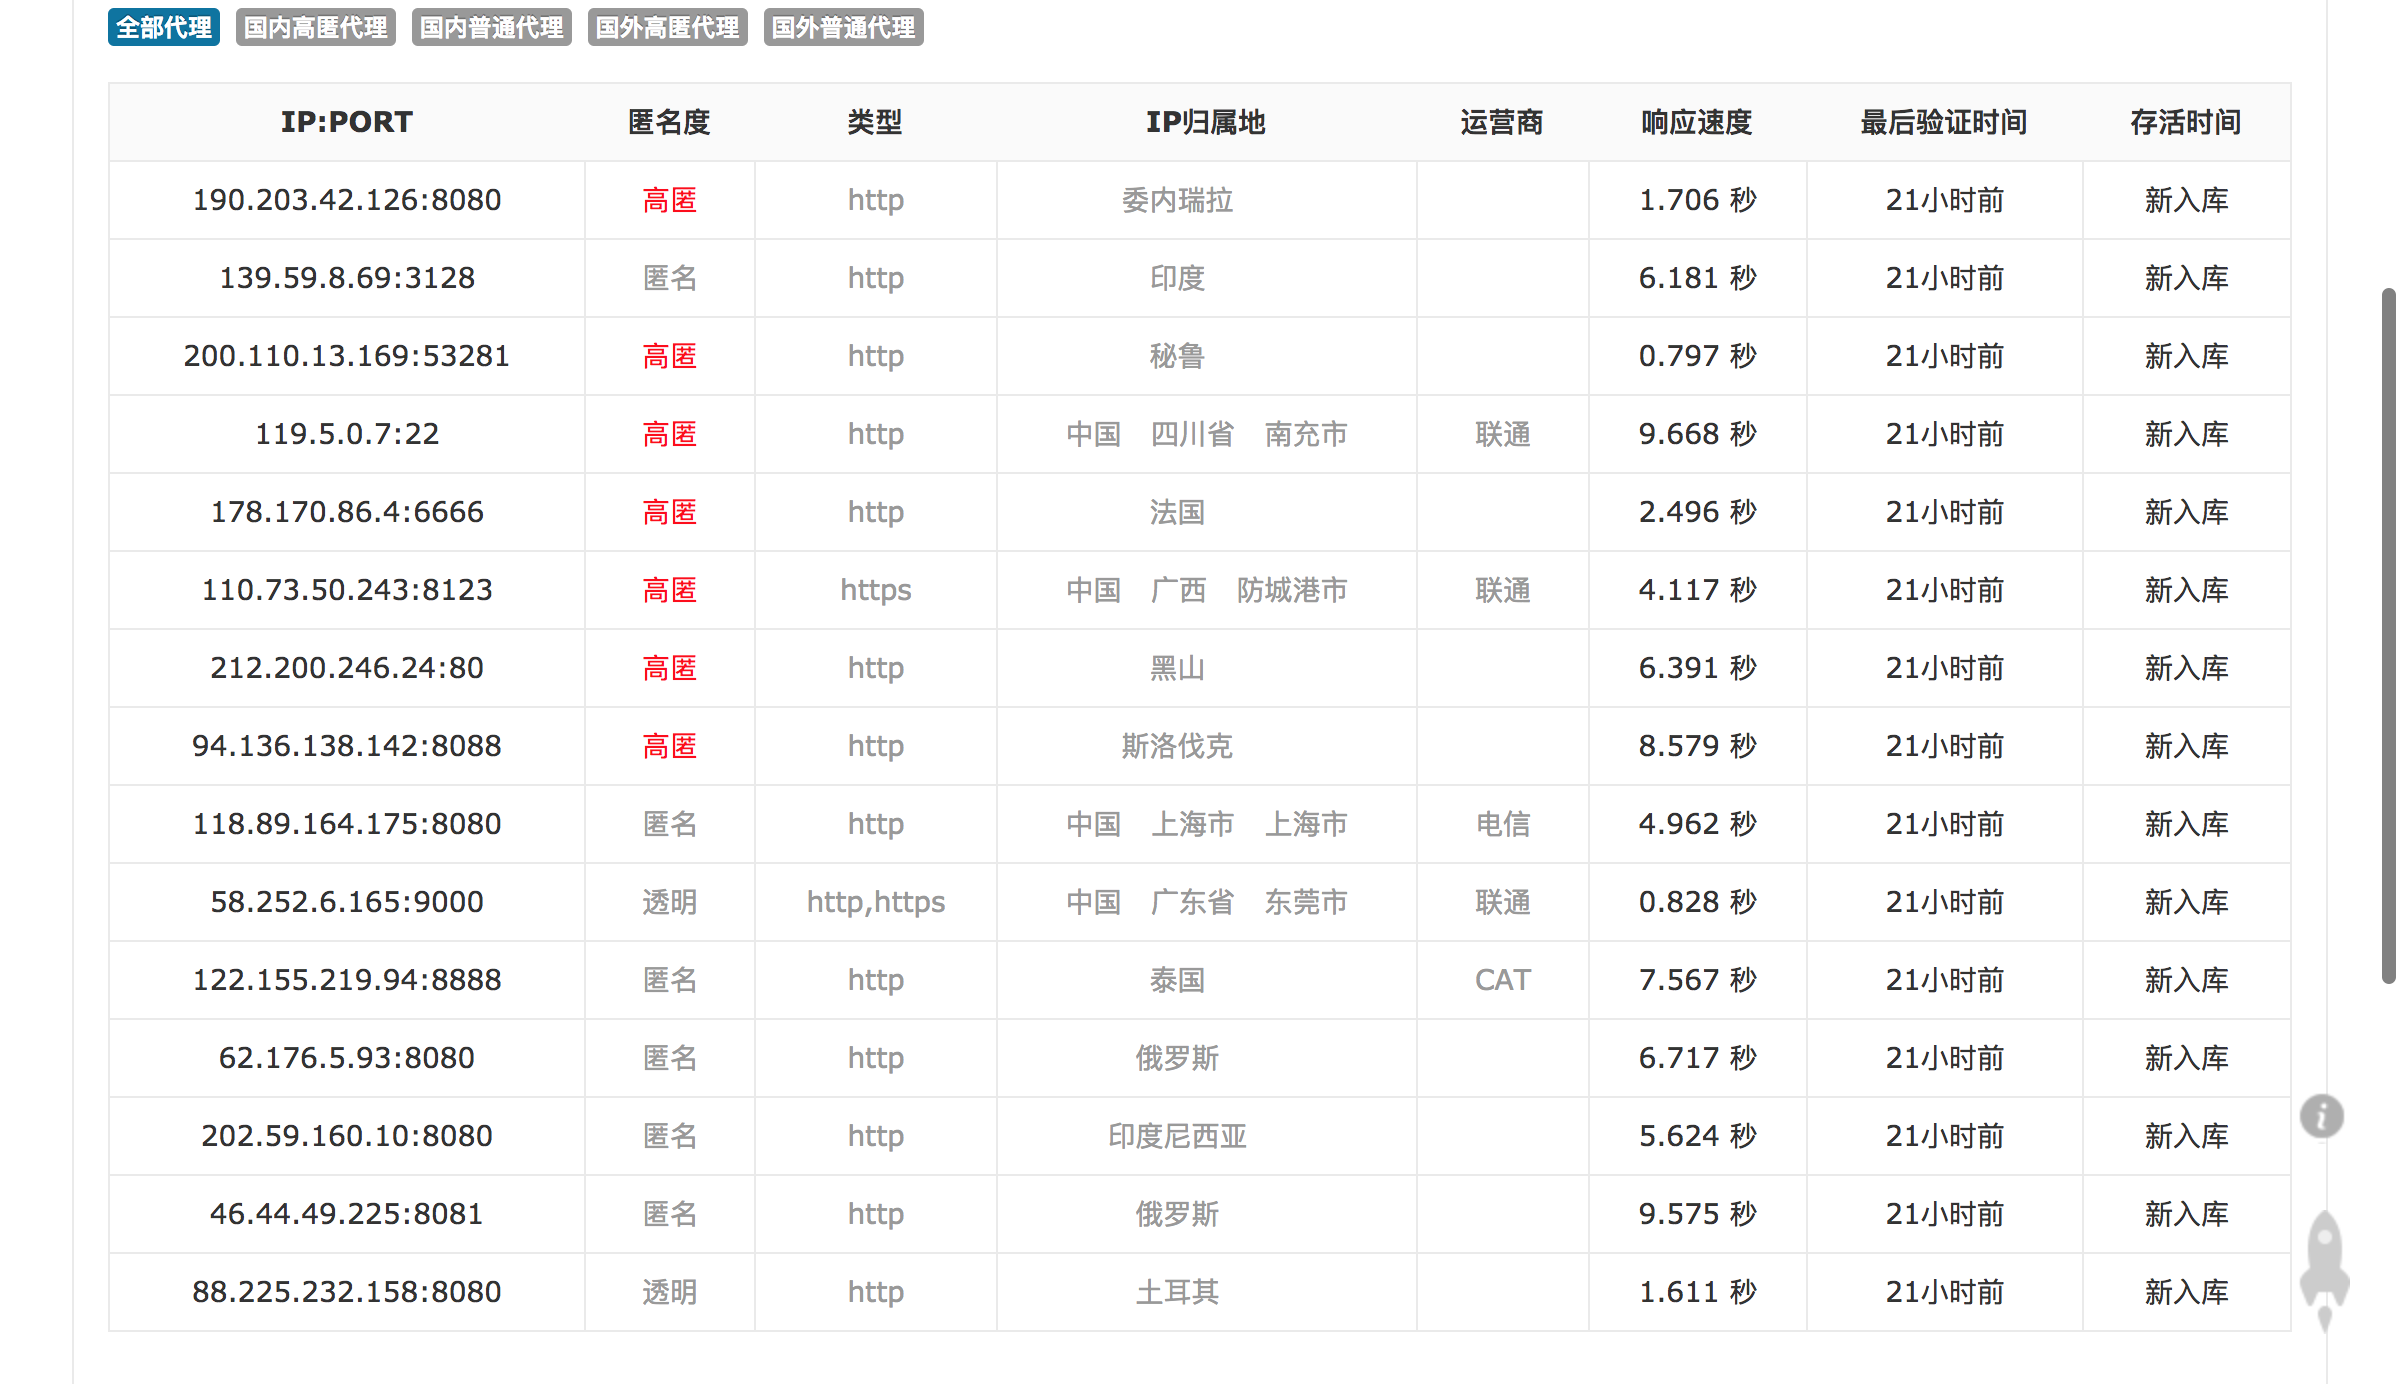 全部代理 国内高匿代理 国内普通代理 国外高匿代理 国外普通代理
IP:PORT 匿名度 类型 IP归属地 运营商 响应速度 最后验证时间 存活时间
190.203.42.126:8080 高匿 http 委内瑞拉 1.706 秒 21小时前 新入库
139.59.8.69:3128 匿名 http 印度 6.181 秒 21小时前 新入库
200.110.13.169:53281 高匿 http 秘鲁 0.797 秒 21小时前 新入库
119.5.0.7:22 高匿 http 中国 四川省 南充市 联通 9.668 秒 21小时前 新入库
178.170.86.4:6666 高匿 http 法国 2.496 秒 21小时前 新入库
110.73.50.243:8123 高匿 https 中国 广西 防城港市 联通 4.117 秒 21小时前 新入库
212.200.246.24:80 高匿 http 黑山 6.391 秒 21小时前 新入库
94.136.138.142:8088 高匿 http 斯洛伐克 8.579 秒 21小时前 新入库
118.89.164.175:8080 匿名 http 中国 上海市 上海市 电信 4.962 秒 21小时前 新入库
58.252.6.165:9000 透明 http,https 中国 广东省 东莞市 联通 0.828 秒 21小时前 新入库
122.155.219.94:8888 匿名 http 泰国 CAT 7.567 秒 21小时前 新入库
62.176.5.93:8080 匿名 http 俄罗斯 6.717 秒 21小时前 新入库
202.59.160.10:8080 匿名 http 印度尼西亚 5.624 秒 21小时前 新入库
46.44.49.225:8081 匿名 http 俄罗斯 9.575 秒 21小时前 新入库
88.225.232.158:8080 透明 http 土耳其 1.611 秒 21小时前 新入库